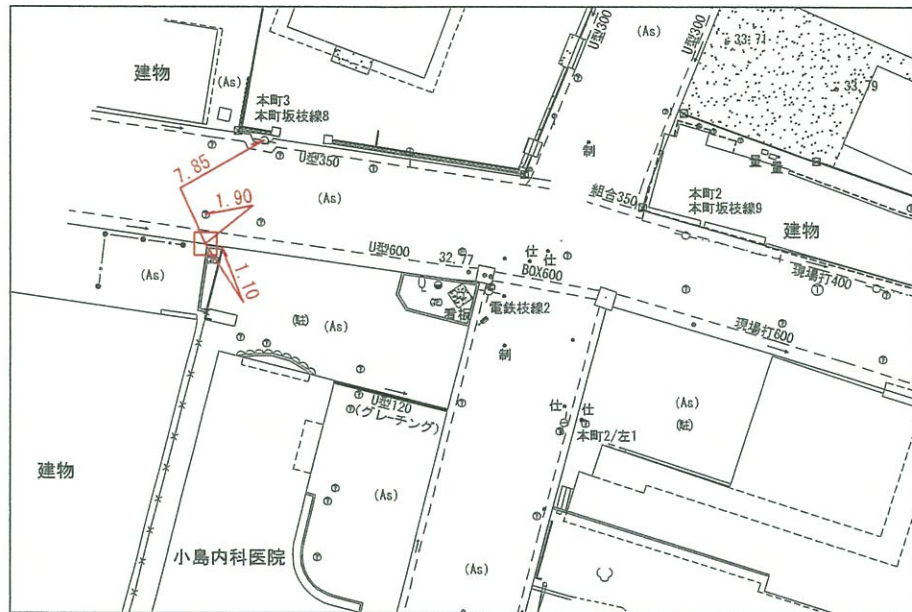 建物
(As)
本町3
本町坂枝線8
U型350
7.85
1.90
(As)
U型300
(As)
U型300
33.71
33.79
制
組合350
本町2
本町坂枝線9
量
量
建物
現場打400
現場打600
U型600
32.77
仕
仕
BOX600
1.10
(As)
(駐)
(As)
(花)
看板
電鉄枝線2
制
U型120
(グレーチング)
仕
仕
本町2/左1
(As)
(駐)
(As)
建物
小島内科医院
(As)